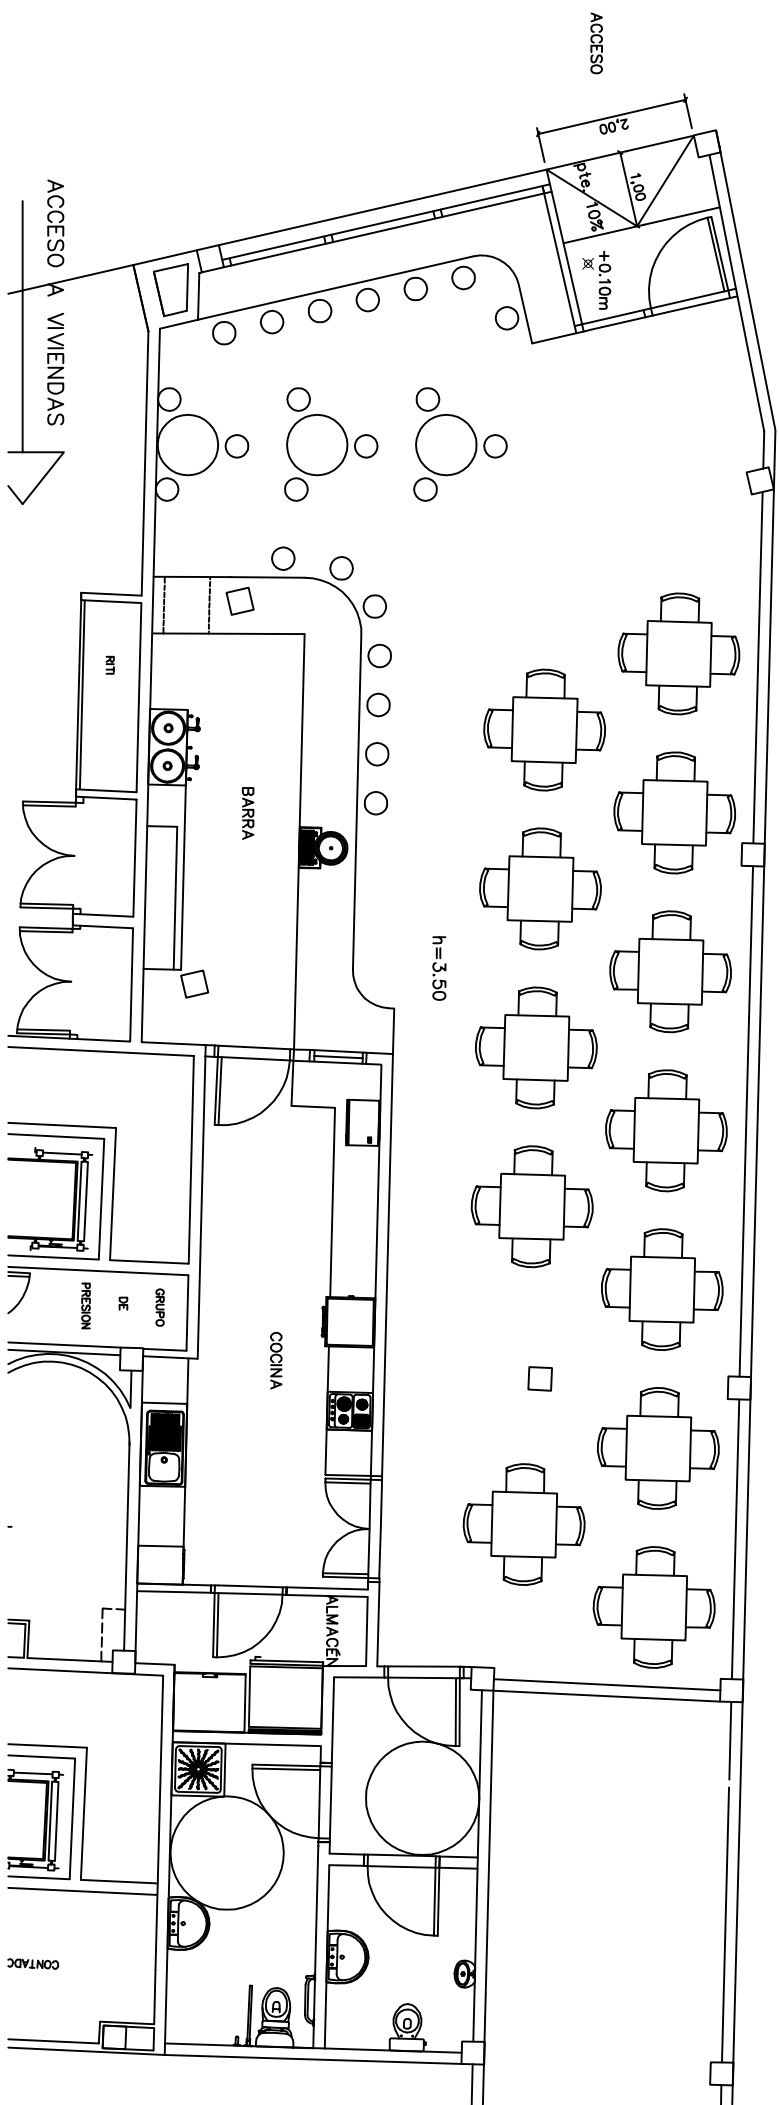 ACCESO
2,00
1,00
pte. 10%
+0.10m
ACCESO A VIVIENDAS
RITI
BARRA
h=3.50
GRUPO
DE
PRESION
COCINA
ALMACÉN
CONTADO